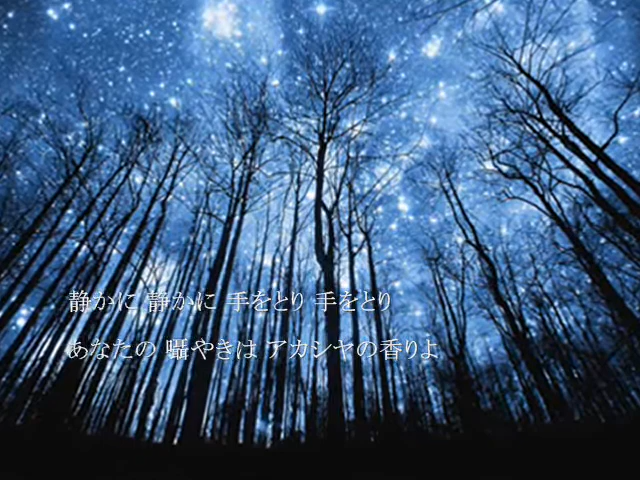 静かに 静かに 手をとり 手をとり
あなたの 囁やきは アカシヤの香りよ